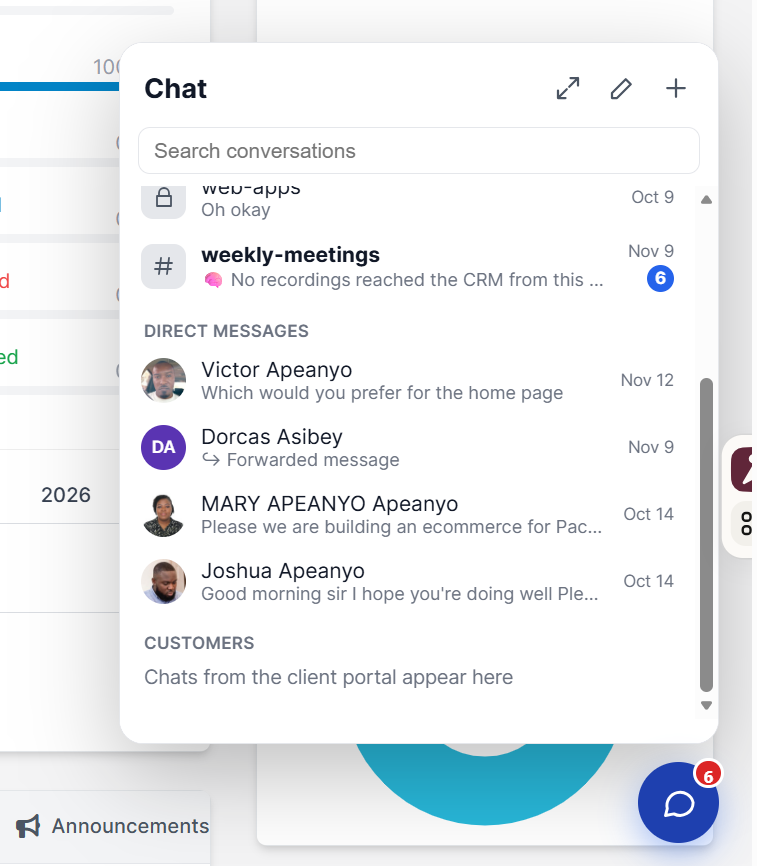 Chat
Search conversations
web-apps
Oct 9
Oh okay
weekly-meetings
Nov 9
🧠 No recordings reached the CRM from this ...
6
DIRECT MESSAGES
Victor Apeanyo
Nov 12
Which would you prefer for the home page
DA
Dorcas Asibey
Nov 9
↪ Forwarded message
MARY APEANYO Apeanyo
Oct 14
Please we are building an ecommerce for Pac...
Joshua Apeanyo
Oct 14
Good morning sir I hope you're doing well Ple...
CUSTOMERS
Chats from the client portal appear here
2026
6
Announcements